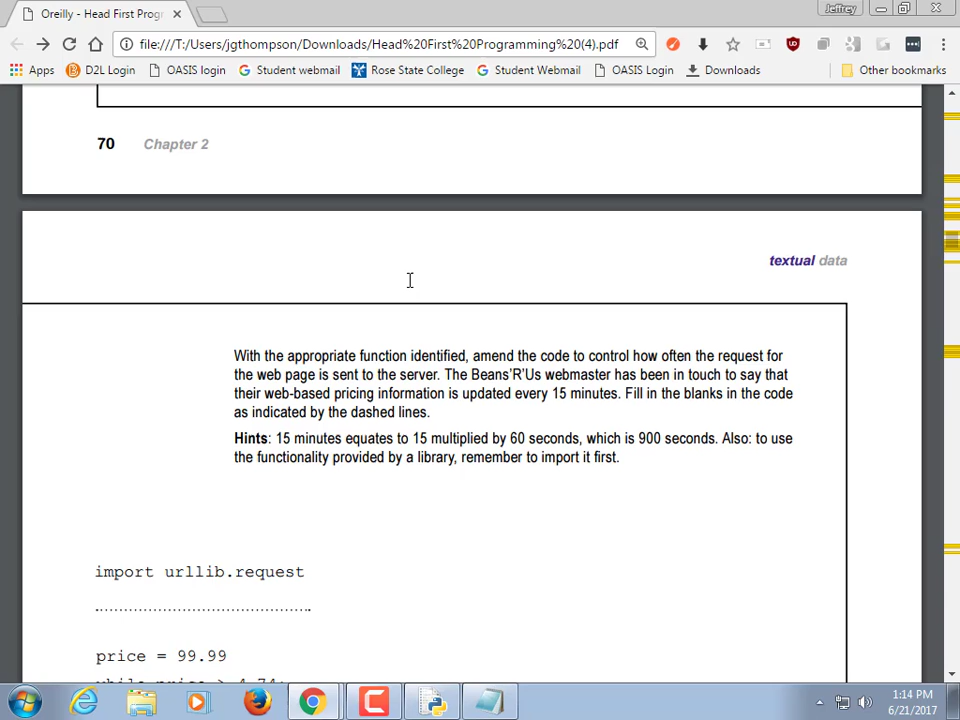 Oreilly - Head First Progr
Jeffrey
file:///T:/Users/jgthompson/Downloads/Head%20First%20Programming%20(4).pdf
Apps
D2L Login
OASIS login
Student webmail
Rose State College
Student Webmail
OASIS Login
Downloads
Other bookmarks
70 Chapter 2
textual data
With the appropriate function identified, amend the code to control how often the request for
the web page is sent to the server. The Beans'R'Us webmaster has been in touch to say that
their web-based pricing information is updated every 15 minutes. Fill in the blanks in the code
as indicated by the dashed lines.
Hints: 15 minutes equates to 15 multiplied by 60 seconds, which is 900 seconds. Also: to use
the functionality provided by a library, remember to import it first.
import urllib.request
price = 99.99
while price > 4.74:
1:14 PM
6/21/2017